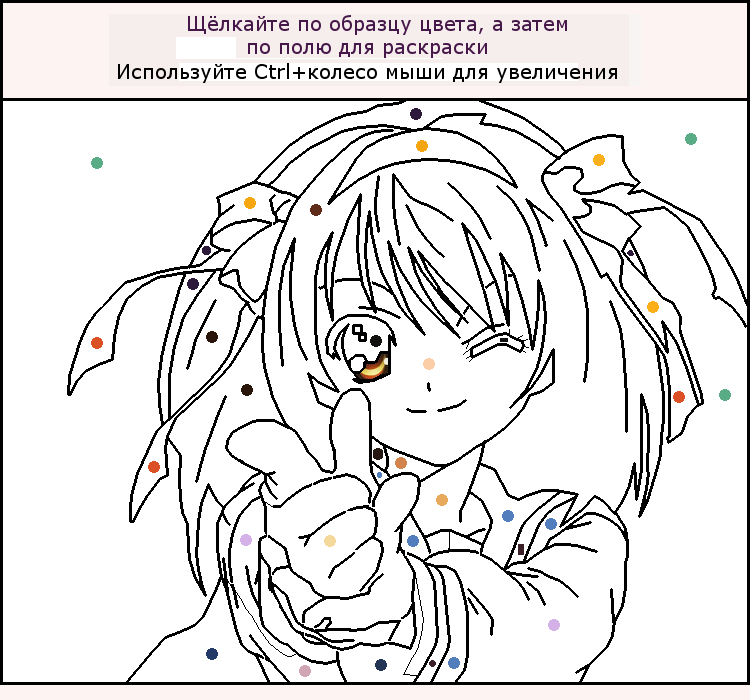 Щёлкайте по образцу цвета, а затем
по полю для раскраски
Используйте Ctrl+колесо мыши для увеличения